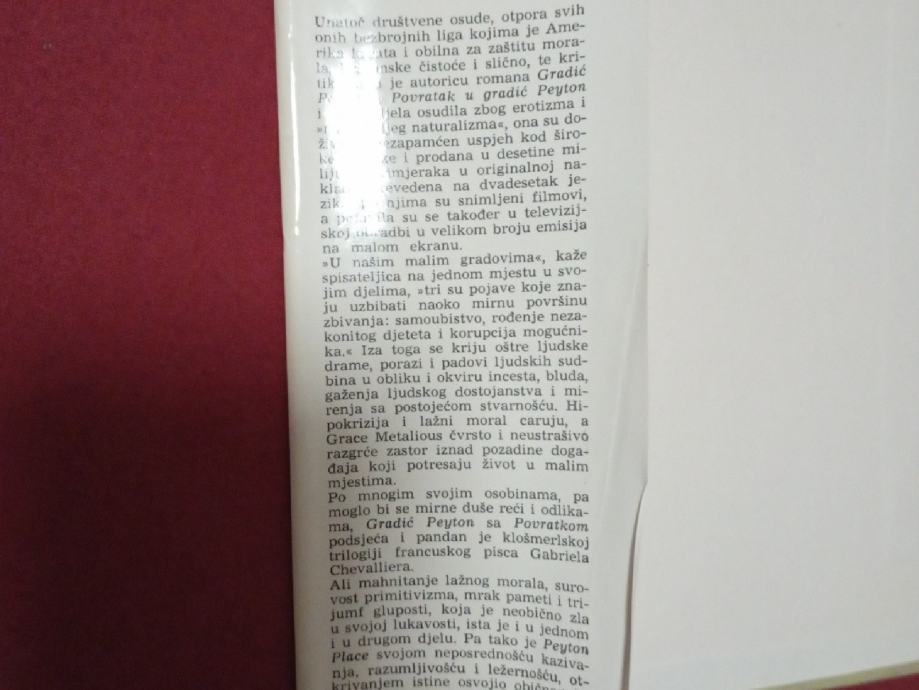 Unatoč društvene osude, otpora svih
onih bezbrojnih liga kojima je Ame-
i obilna za zaštitu mora-
čistoće i slično, te kri-
je autoricu romana Gradić
Povratak u gradić Peyton
i osudila zbog erotizma i
naturalizma«, ona su do-
uspjeh kod širo-
i prodana u desetine mi-
u originalnoj na-
na dvadesetak je-
njima su snimljeni filmovi,
a su se također u televizij-
skoj u velikom broju emisija
na malom ekranu.
»U našim malim gradovima«, kaže
spisateljica na jednom mjestu u svo-
jim djelima, »tri su pojave koje zna-
ju uzbibati naoko mirnu površinu
zbivanja: samoubistvo, rođenje neza-
konitog djeteta i korupcija mogućni-
ka.« Iza toga se kriju oštre ljudske
drame, porazi i padovi ljudskih sud-
bina u obliku i okviru incesta, bluda,
gaženja ljudskog dostojanstva i mi-
renja sa postojećom stvarnošću. Hi-
pokrizija i lažni moral caruju, a
Grace Metalious čvrsto i neustrašivo
razgrće zastor iznad pozadine doga-
đaja koji potresaju život u malim
mjestima.
Po mnogim svojim osobinama, pa
moglo bi se mirne duše reći i odlika-
ma, Gradić Peyton sa Povratkom
podsjeća i pandan je klošmerlskoj
trilogiji francuskog pisca Gabriela
Chevalliera.
Ali mahnitanje lažnog morala, suro-
vost primitivizma, mrak pameti i tri-
jumf gluposti, koja je neobično zla
u svojoj lukavosti, ista je i u jednom
i u drugom djelu. Pa tako je Peyton
Place svojom neposrednošću kaziva-
nja, razumljivošću i ležernošću, ot-
krivanjem istine osvojio